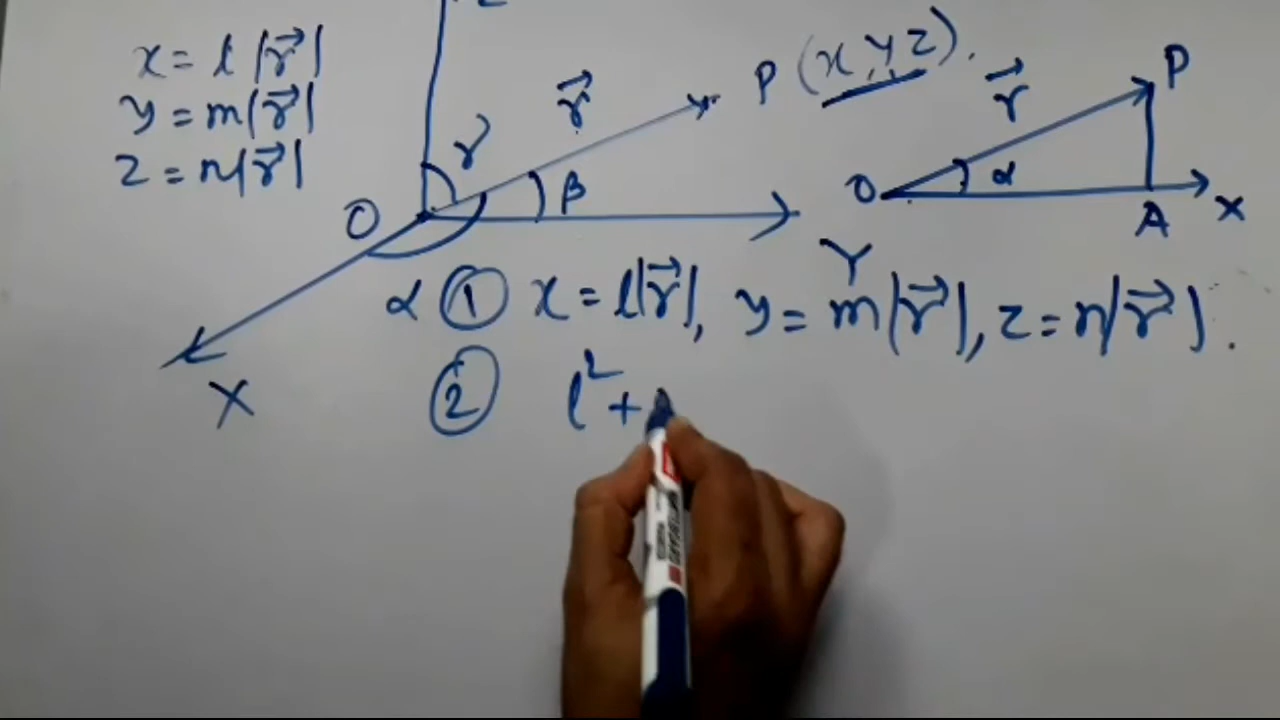 x = l |r⃗|
y = m|r⃗|
z = n|r⃗|
Z
γ
r⃗
P (x, y, z).
O
β
α
X
Y
r⃗
P
O
α
A
X
① x = l|r⃗|, y = m|r⃗|, z = n|r⃗|.
② l² +